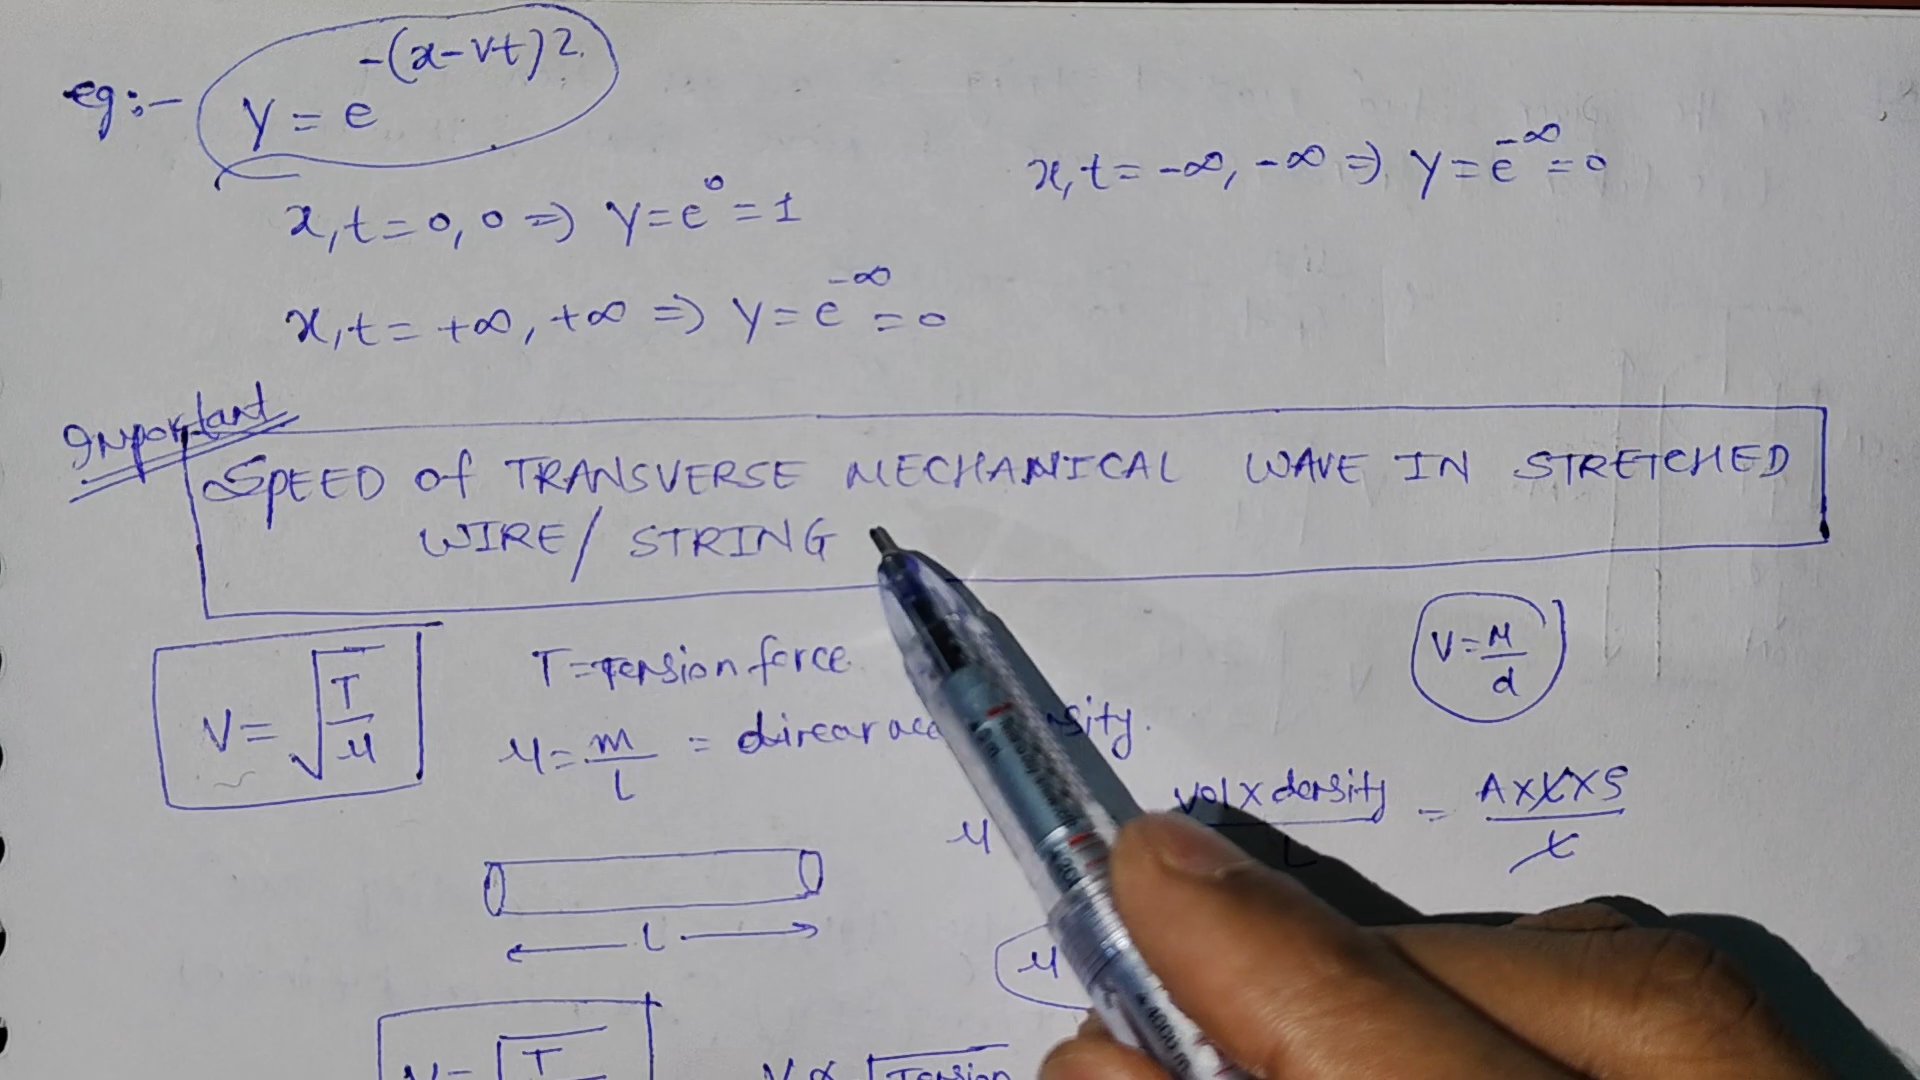 eg:- y = e^-(x-vt)2
x,t = 0,0 => y = e^0 = 1
x,t = -∞, -∞ => y = e^-∞ = 0
x,t = +∞, +∞ => y = e^-∞ = 0
Important
SPEED of TRANSVERSE MECHANICAL WAVE IN STRETCHED
WIRE/ STRING
V = √T/μ
T = Tension force
μ = m/L = linear
V = M/d
μ vol x density/L = A x L x ρ/L
L
μ
V = √T
V ∝ √Tension